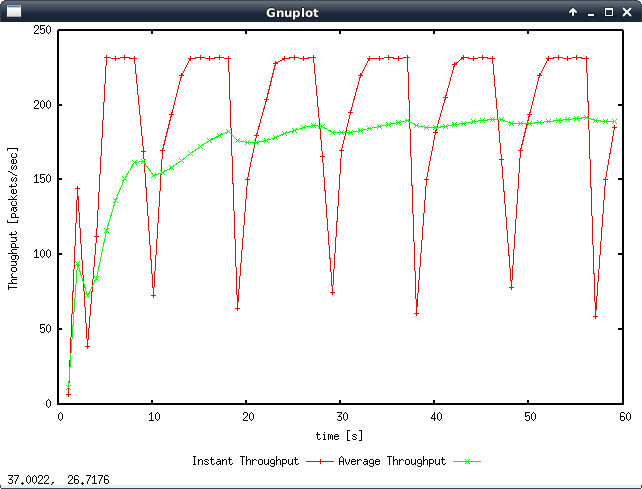 Gnuplot
250
200
150
100
50
0
Throughput [packets/sec]
0 10 20 30 40 50 60
time [s]
Instant Throughput Average Throughput
37.0022, 26.7176